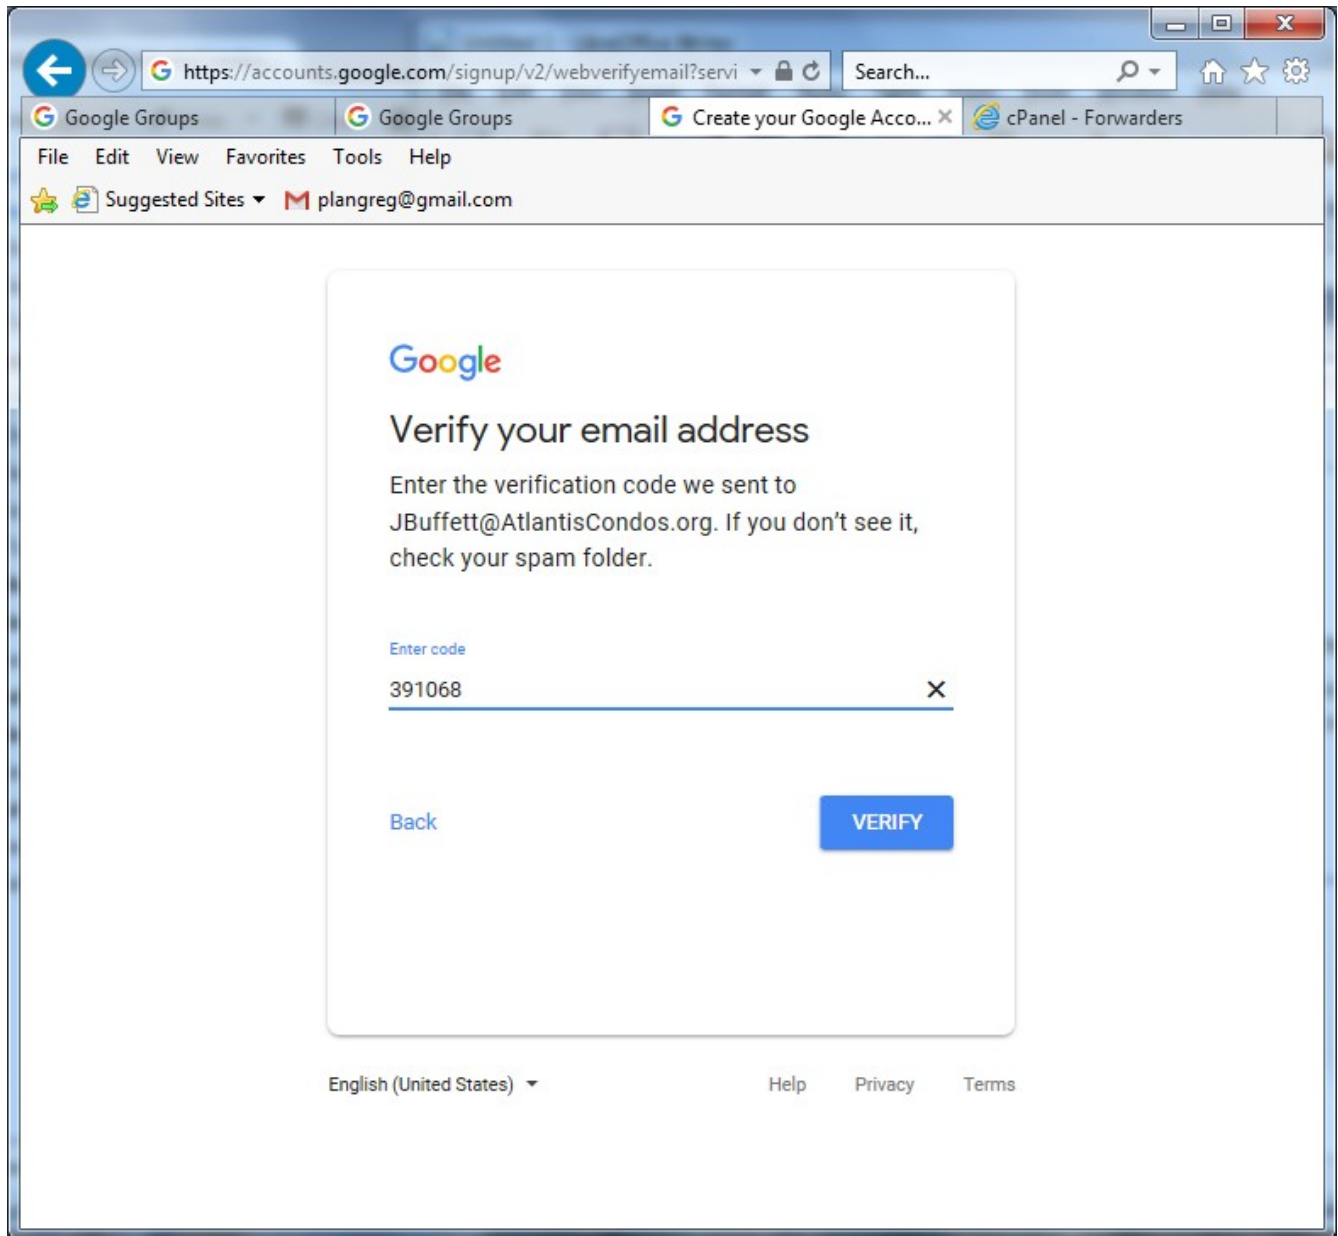 https://accounts.google.com/signup/v2/webverifyemail?servi
Search...
Google Groups
Google Groups
Create your Google Acco...
cPanel - Forwarders
File Edit View Favorites Tools Help
Suggested Sites
plangreg@gmail.com
Google
Verify your email address
Enter the verification code we sent to
JBuffett@AtlantisCondos.org. If you don't see it,
check your spam folder.
Enter code
391068
Back
VERIFY
English (United States)
Help
Privacy
Terms